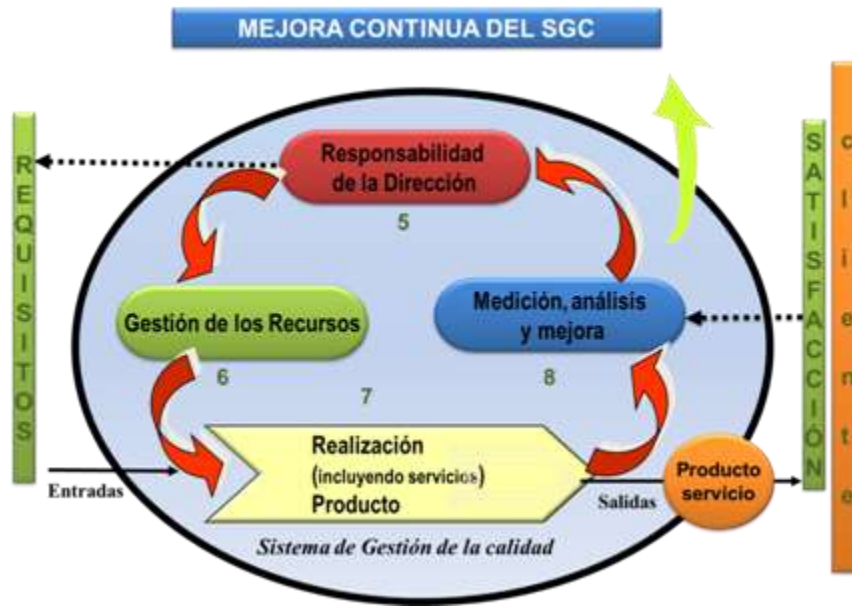 MEJORA CONTINUA DEL SGC
REQUISITOS
SATISFACCIÓN
cliente
Responsabilidad
de la Dirección
5
Gestión de los Recursos
6
Medición, análisis
y mejora
8
7
Realización
(incluyendo servicios)
Producto
Entradas
Salidas
Producto
servicio
Sistema de Gestión de la calidad